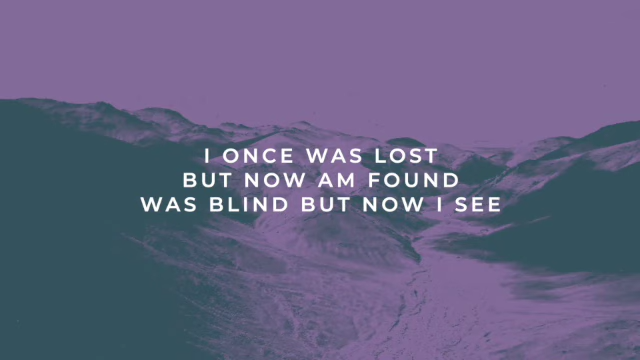 I ONCE WAS LOST
BUT NOW AM FOUND
WAS BLIND BUT NOW I SEE